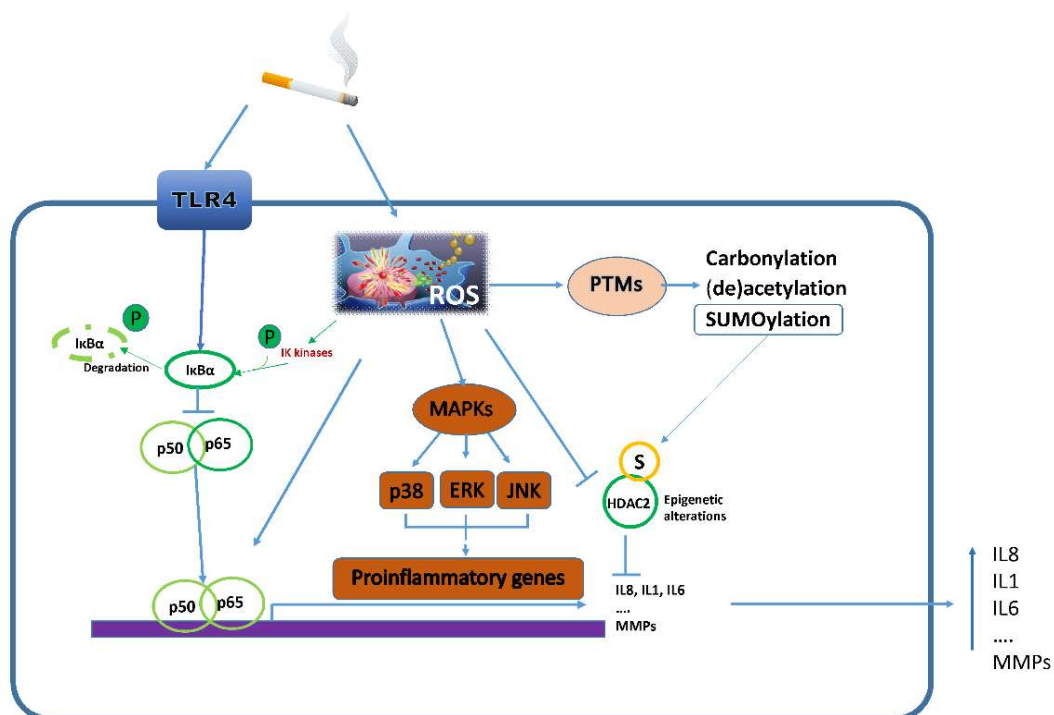 TLR4
ROS
PTMs
Carbonylation
(de)acetylation
SUMOylation
P
IκBα
Degradation
P
IK kinases
IκBα
p50
p65
MAPKs
p38
ERK
JNK
S
HDAC2
Epigenetic
alterations
Proinflammatory genes
p50
p65
IL8, IL1, IL6
....
MMPs
IL8
IL1
IL6
....
MMPs